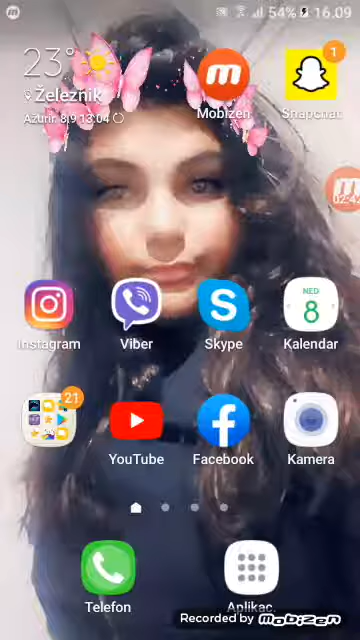 54% 16.09
23°
Železnik
Ažurir. 8/9 13:04
Mobizen
1
Snapchat
02:42
NED
8
Instagram
Viber
Skype
Kalendar
21
YouTube
Facebook
Kamera
Telefon
Aplikac.
Recorded by mobizen